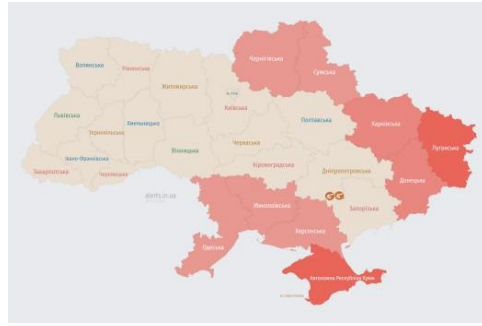 Чернігівська
Сумська
Волинська
Рівненська
Житомирська
м. Київ
Київська
Львівська
Тернопільська
Хмельницька
Полтавська
Харківська
Луганська
Вінницька
Черкаська
Івано-Франківська
Закарпатська
Чернівецька
Кіровоградська
Дніпропетровська
Донецька
alerts.in.ua
Запорізька
Миколаївська
Херсонська
Одеська
Автономна Республіка Крим